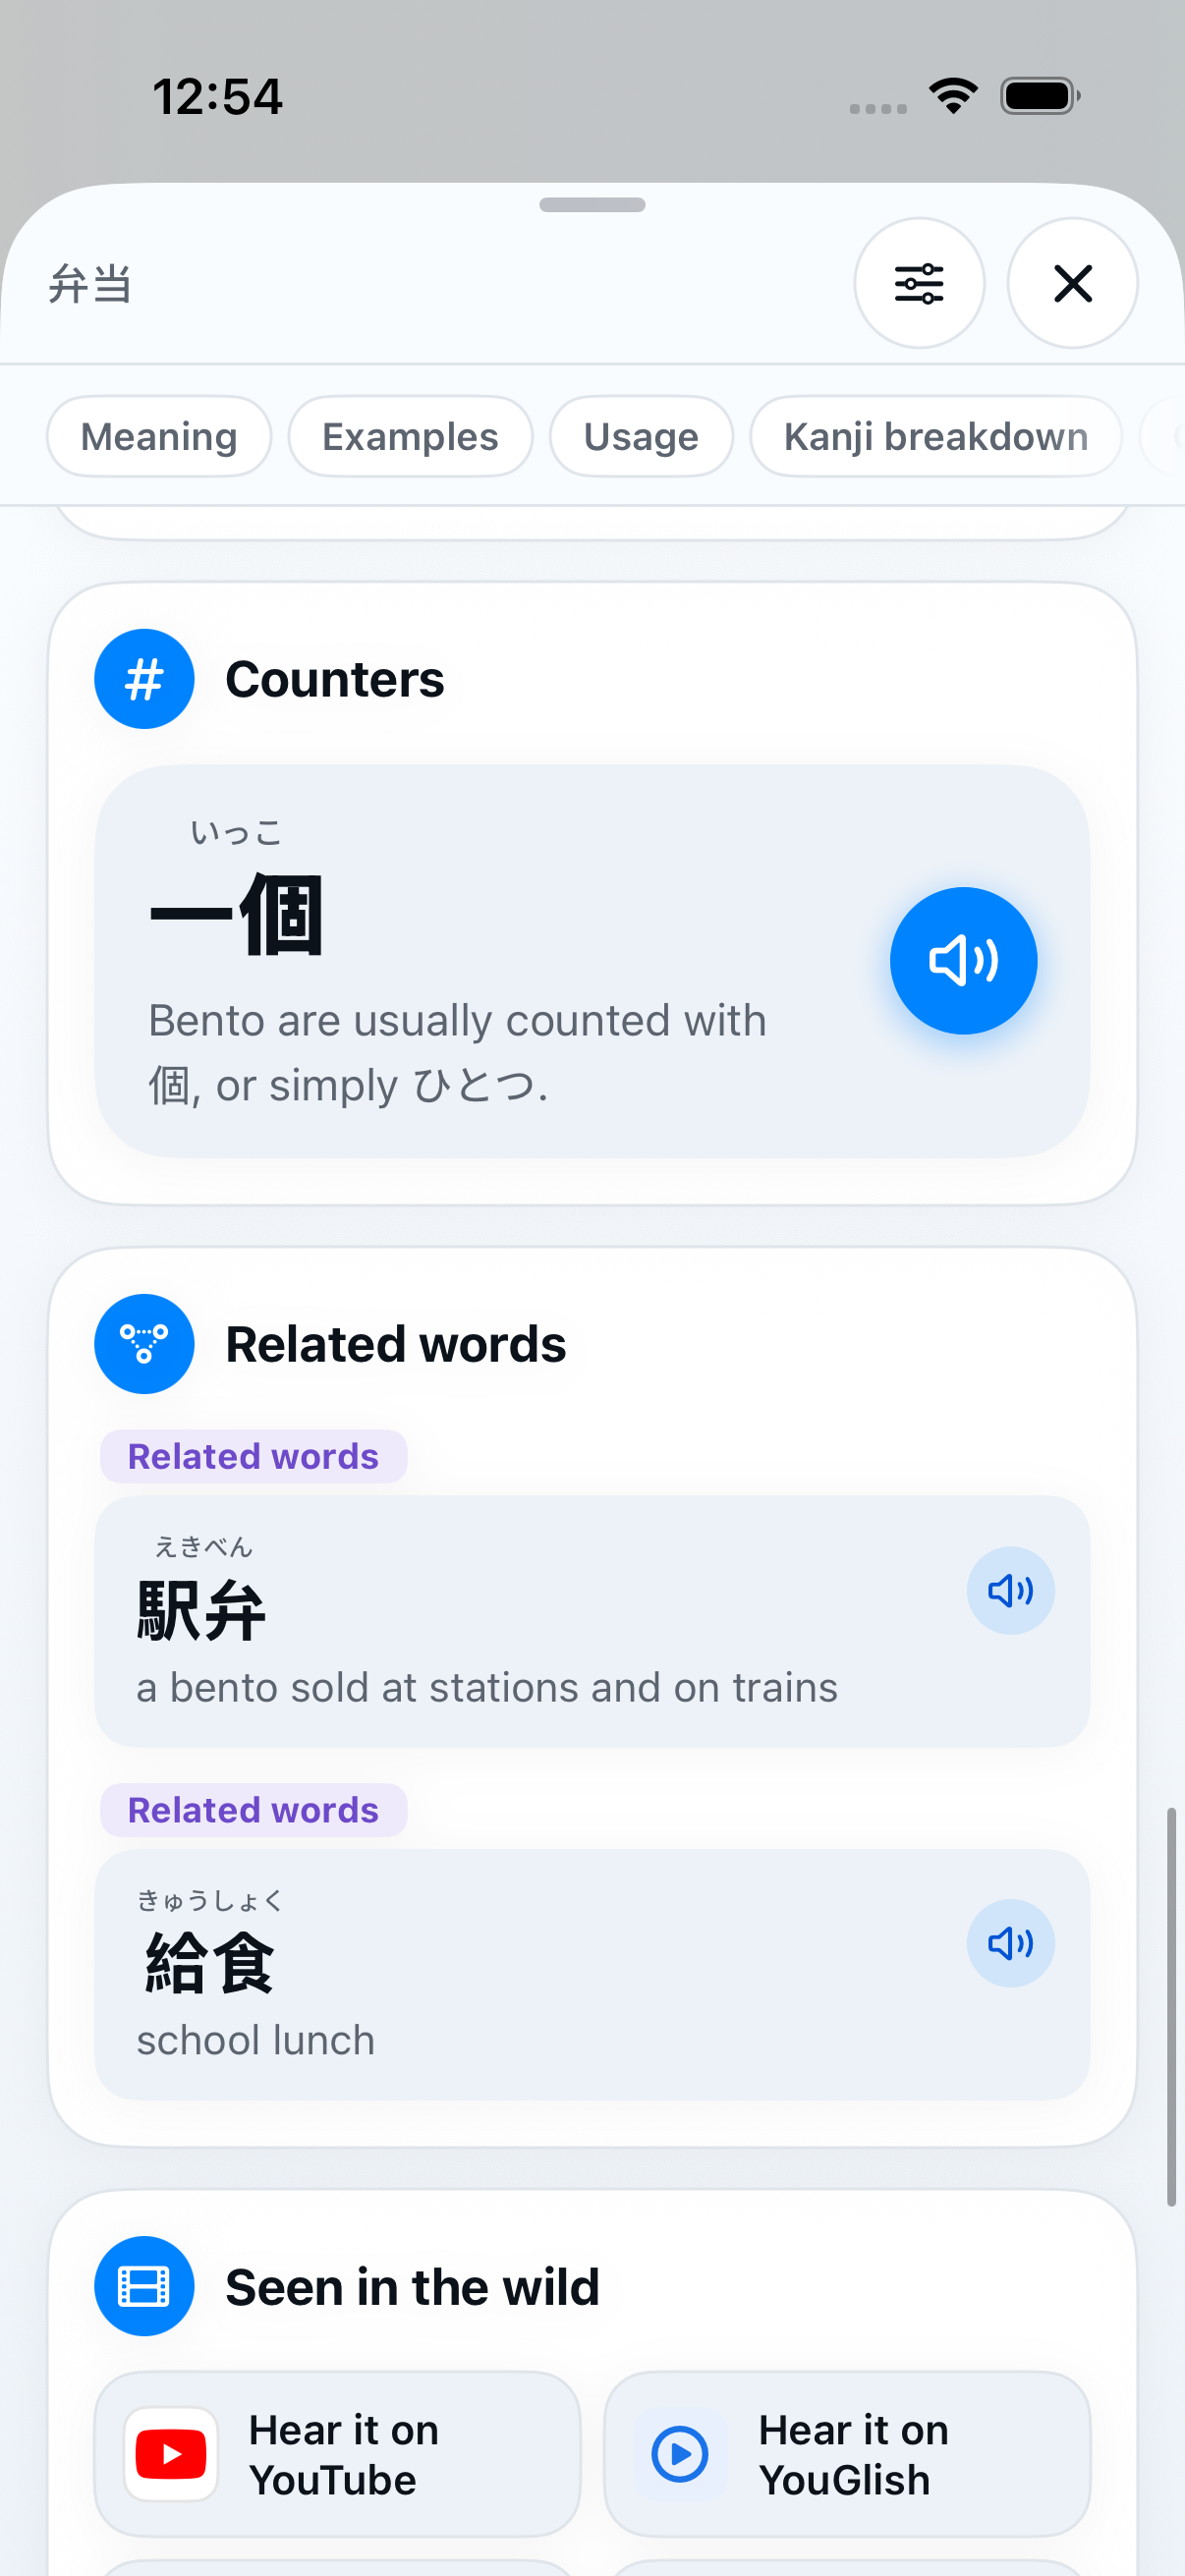 12:54
弁当
Meaning
Examples
Usage
Kanji breakdown
Counters
いっこ
一個
Bento are usually counted with
個, or simply ひとつ.
Related words
Related words
えきべん
駅弁
a bento sold at stations and on trains
Related words
きゅうしょく
給食
school lunch
Seen in the wild
Hear it on
YouTube
Hear it on
YouGlish